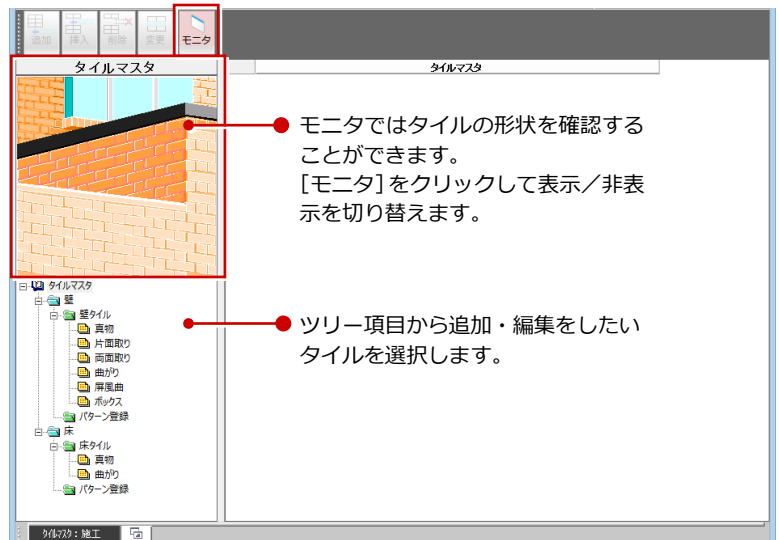 追加 挿入 削除 変更 モニタ
タイルマスタ
タイルマスタ
モニタではタイルの形状を確認する
ことができます。
[モニタ]をクリックして表示／非表
示を切り替えます。
タイルマスタ
壁
壁タイル
真物
片面取り
両面取り
曲がり
屏風曲
ボックス
パターン登録
床
床タイル
真物
曲がり
パターン登録
ツリー項目から追加・編集をしたい
タイルを選択します。
タイルマスタ：施工